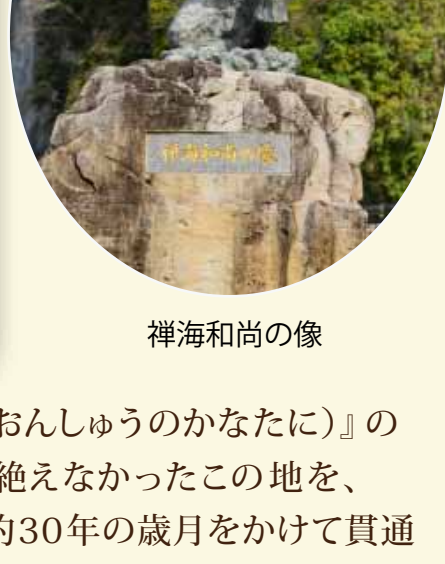 禅海和尚の像
禅海和尚の像
おんしゅうのかなたに)』の
絶えなかったこの地を、
約30年の歳月をかけて貫通